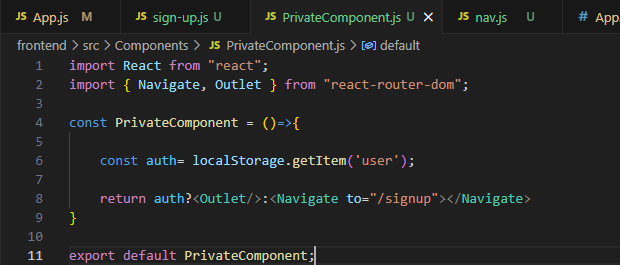 JS App.js M JS sign-up.js U JS PrivateComponent.js U × JS nav.js U # App.
frontend > src > Components > JS PrivateComponent.js > default
1 import React from "react";
2 import { Navigate, Outlet } from "react-router-dom";
3
4 const PrivateComponent = ()=>{
5
6 const auth= localStorage.getItem('user');
7
8 return auth?<Outlet/>:<Navigate to="/signup"></Navigate>
9 }
10
11 export default PrivateComponent;